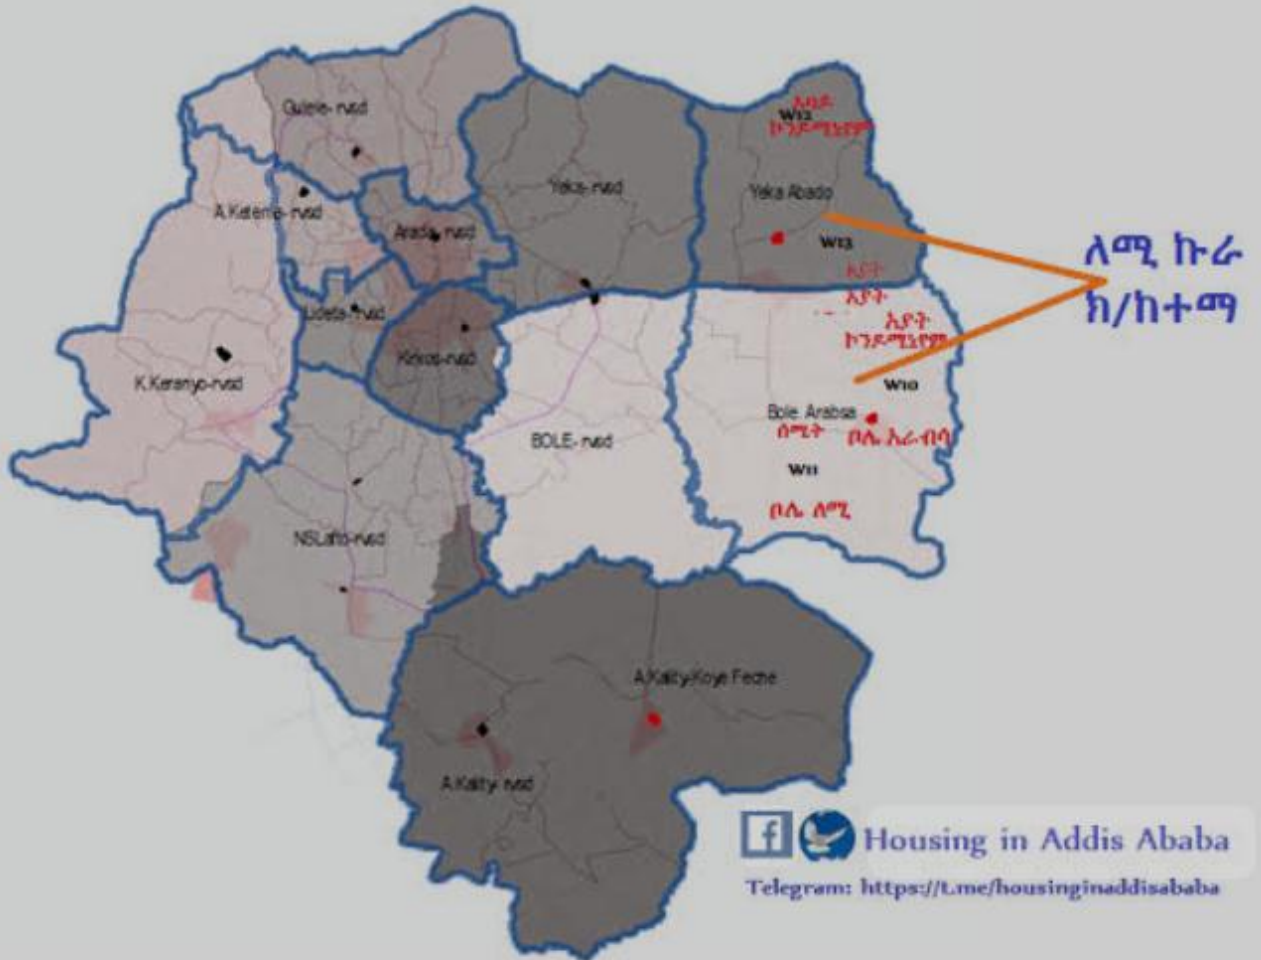 Gulele- rvsd
W12
አባዶ
ኮንዶሚኒየም
Yeka- rvsd
Yeka Abado
A.Ketema- rvsd
Arada- rvsd
W13
ለሚ ኩራ
ክ/ከተማ
አያት
አያት
Lideta- rvsd
አያት
ኮንዶሚኒየም
Kirkos-rvsd
K.Keranyo-rvsd
W10
Bole Arabsa
BOLE- rvsd
ሰሚት
ቦሌ አራብሳ
W11
ቦሌ ለሚ
NSLafto-rvsd
A.Kality-Koye Feche
A.Kality- rvsd
f
Housing in Addis Ababa
Telegram: https://t.me/housinginaddisababa